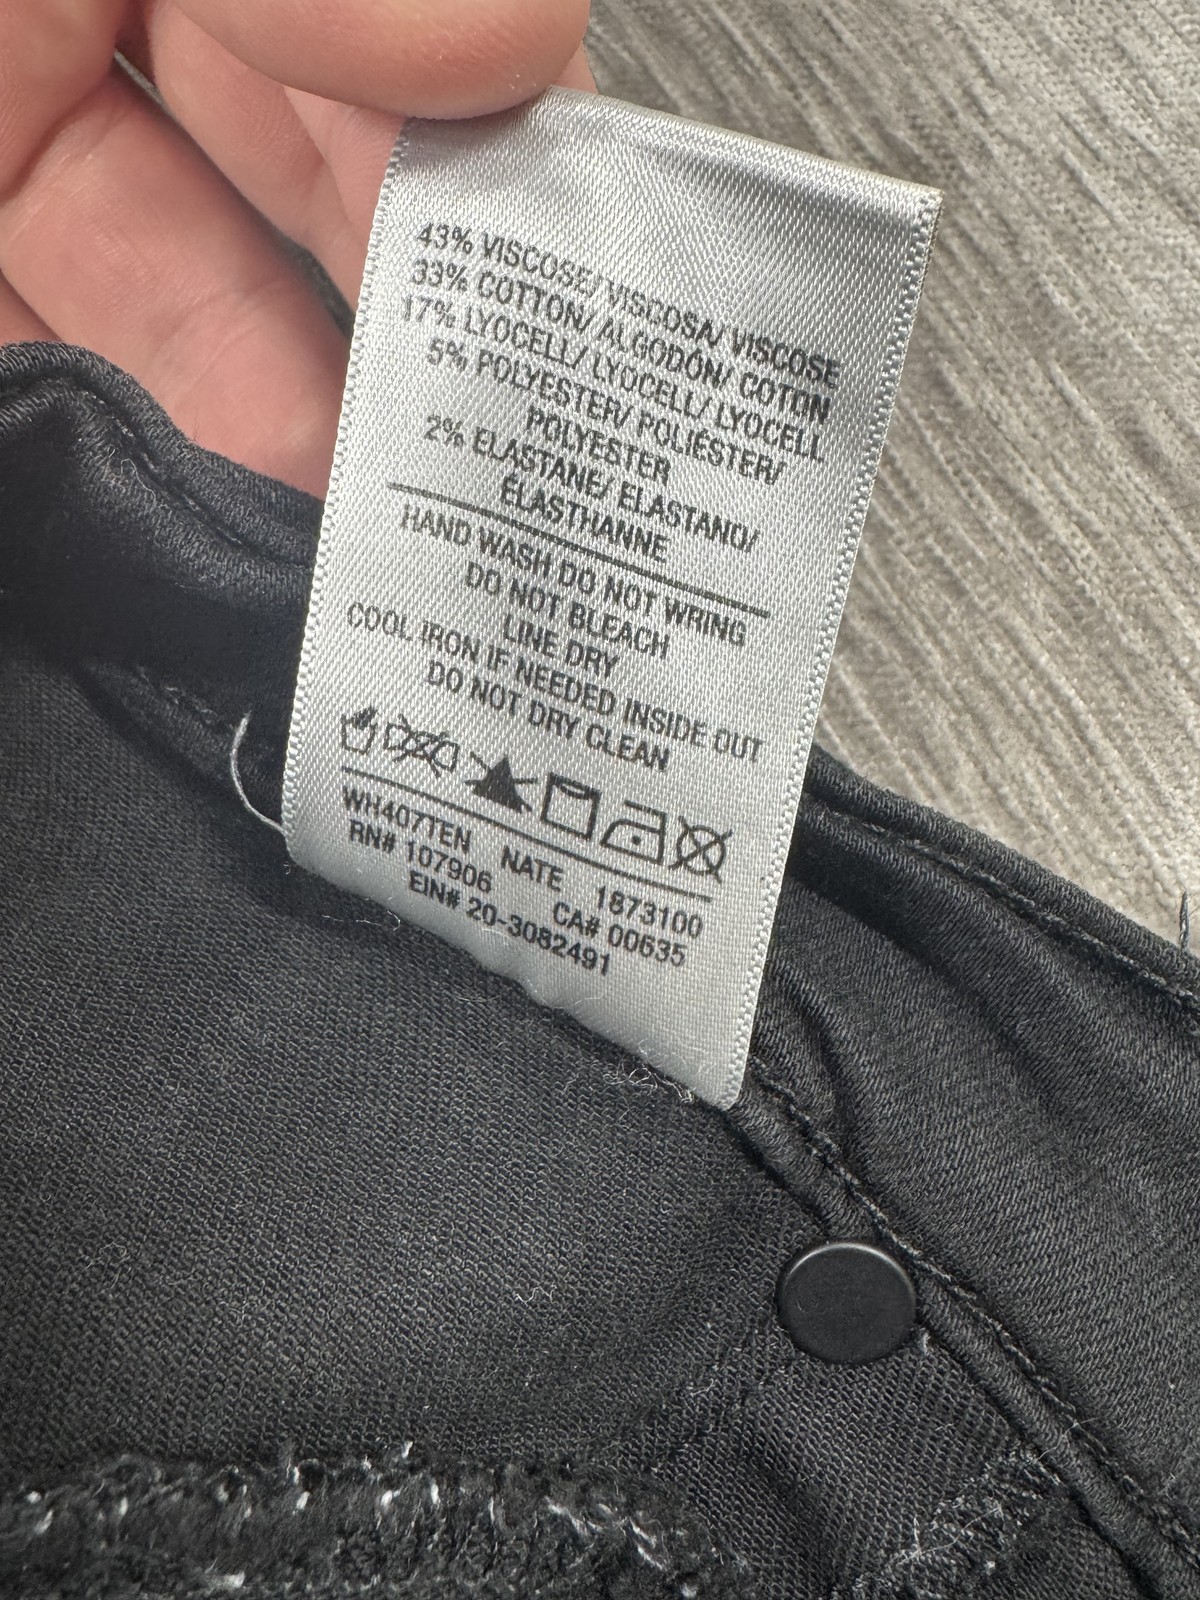 43% VISCOSE/ VISCOSA/ VISCOSE
33% COTTON/ ALGODÓN/ COTON
17% LYOCELL/ LYOCELL/ LYOCELL
5% POLYESTER/ POLIÉSTER/
POLYESTER
2% ELASTANE/ ELASTANO/
ÉLASTHANNE
HAND WASH DO NOT WRING
DO NOT BLEACH
LINE DRY
COOL IRON IF NEEDED INSIDE OUT
DO NOT DRY CLEAN
WH407TEN NATE 1873100
RN# 107906 CA# 00635
EIN# 20-3082491